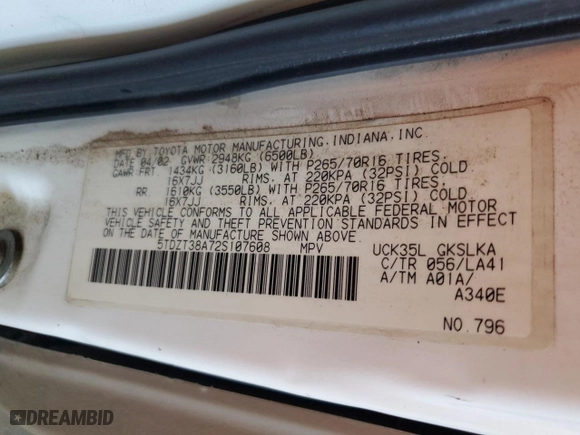 MFD. BY: TOYOTA MOTOR MANUFACTURING, INDIANA, INC.
DATE 04/02 GVWR 2948KG (6500LB)
GAWR FRT 1434KG (3160LB) WITH P265/70R16 TIRES,
16X7JJ RIMS, AT 220KPA (32PSI) COLD
RR. 1610KG (3550LB) WITH P265/70R16 TIRES,
16X7JJ RIMS, AT 220KPA (32PSI) COLD
THIS VEHICLE CONFORMS TO ALL APPLICABLE FEDERAL MOTOR
VEHICLE SAFETY AND THEFT PREVENTION STANDARDS IN EFFECT
ON THE DATE OF MANUFACTURE SHOWN ABOVE.
5TDZT38A72S107608 MPV
UCK35L GKSLKA
C/TR 056/LA41
A/TM A01A/
A340E
NO. 796
DREAMBID